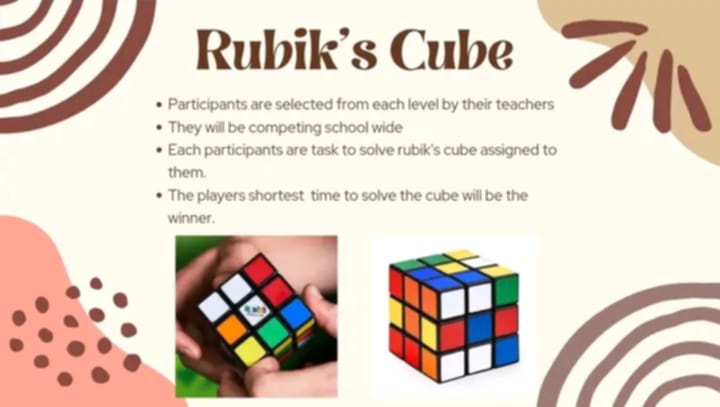 Rubik's Cube
• Participants are selected from each level by their teachers
• They will be competing school wide
• Each participants are task to solve rubik's cube assigned to
them.
• The players shortest time to solve the cube will be the
winner.